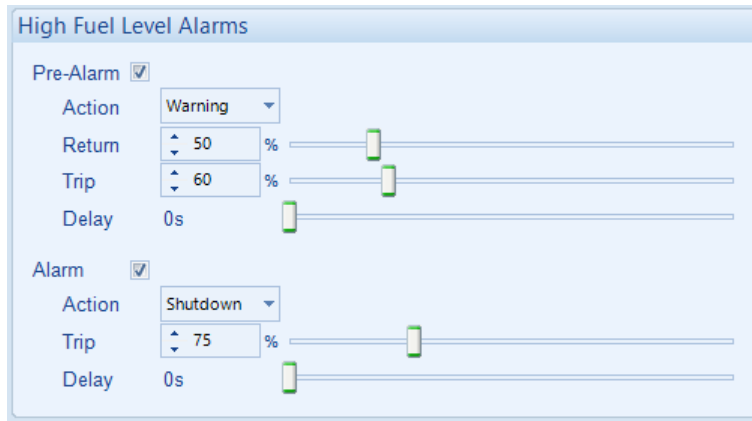 High Fuel Level Alarms
Pre-Alarm
Action Warning
Return 50 %
Trip 60 %
Delay 0s
Alarm
Action Shutdown
Trip 75 %
Delay 0s